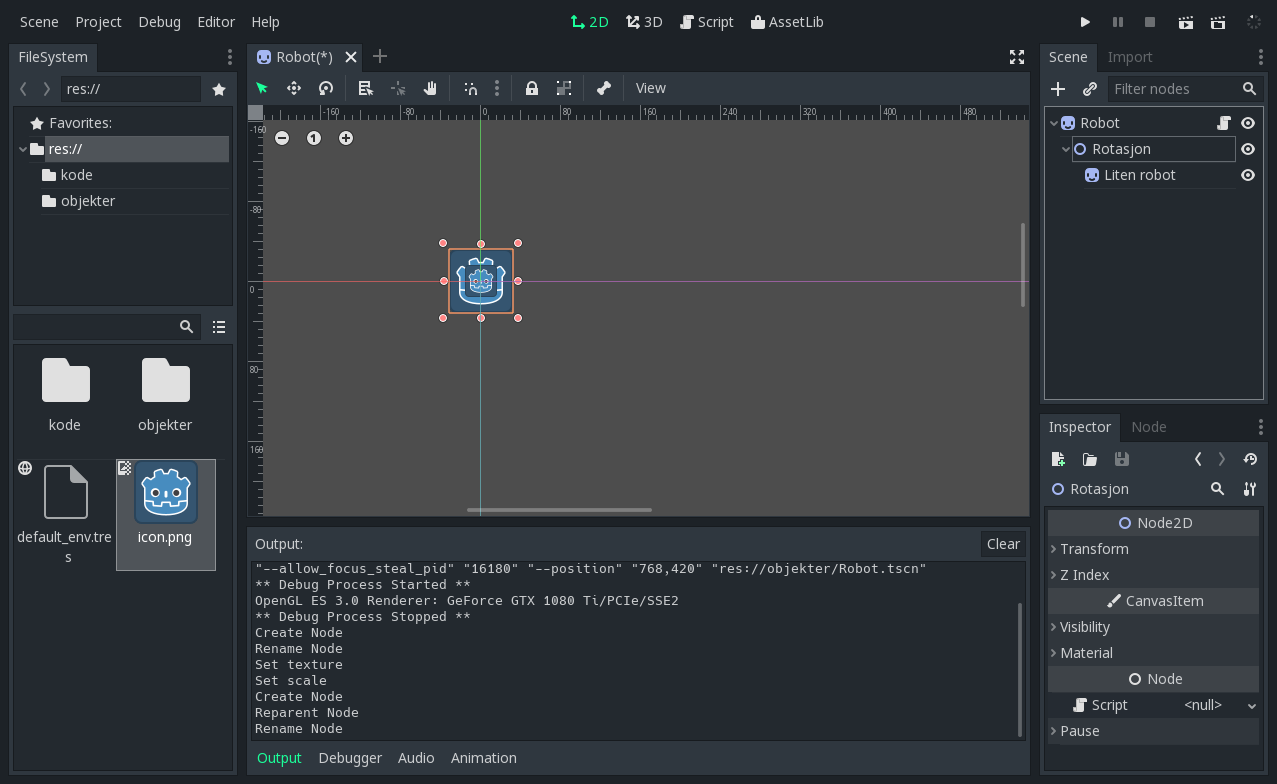 Scene Project Debug Editor Help
2D 3D Script AssetLib
FileSystem
res://
Favorites:
res://
kode
objekter
kode
objekter
default_env.tre
s
icon.png
Robot(*)
View
-160 -80 0 80 160 240 320 400 480
-160
-80
0
80
160
1
Output:
Clear
"--allow_focus_steal_pid" "16180" "--position" "768,420" "res://objekter/Robot.tscn"
** Debug Process Started **
OpenGL ES 3.0 Renderer: GeForce GTX 1080 Ti/PCIe/SSE2
** Debug Process Stopped **
Create Node
Rename Node
Set texture
Set scale
Create Node
Reparent Node
Rename Node
Output Debugger Audio Animation
Scene Import
Filter nodes
Robot
Rotasjon
Liten robot
Inspector Node
Rotasjon
Node2D
Transform
Z Index
CanvasItem
Visibility
Material
Node
Script <null>
Pause